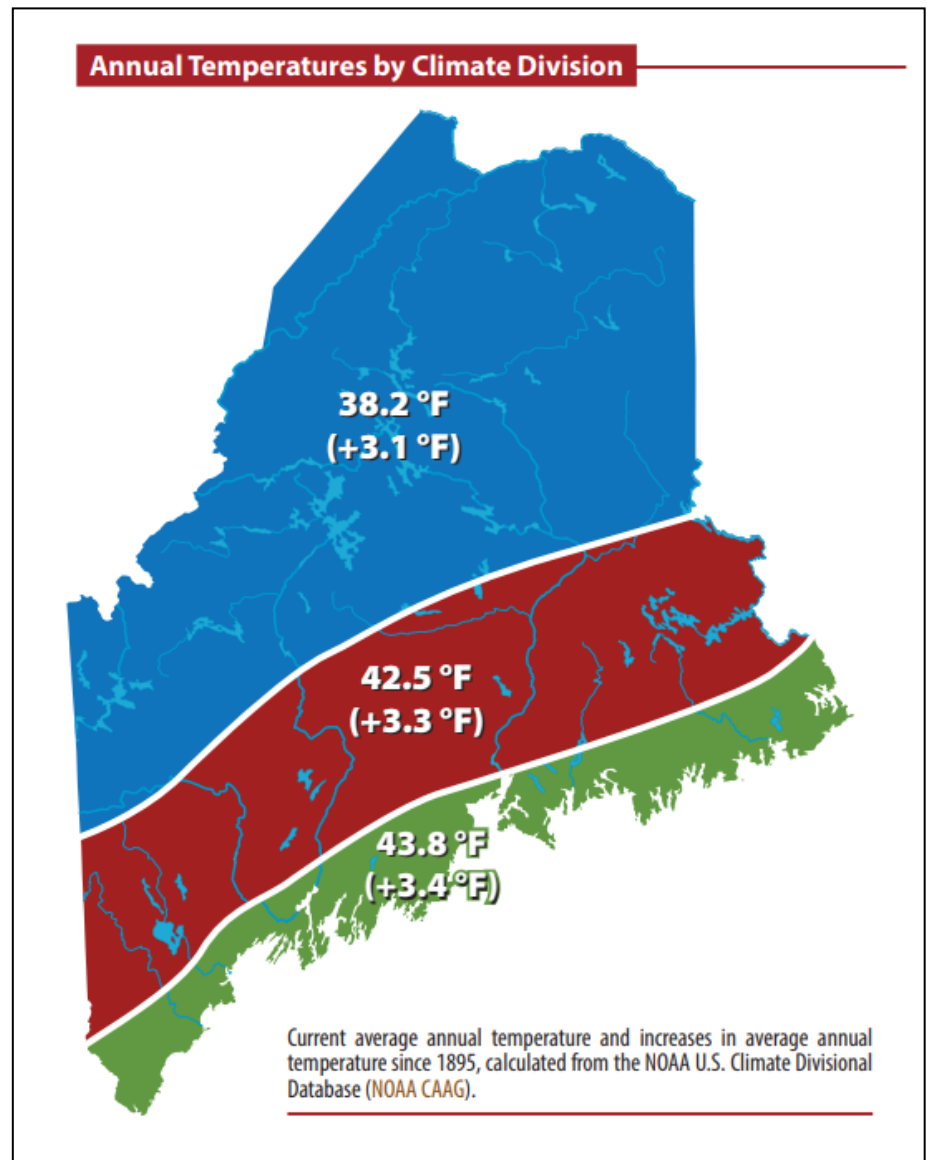 Annual Temperatures by Climate Division
38.2 °F
(+3.1 °F)
42.5 °F
(+3.3 °F)
43.8 °F
(+3.4 °F)
Current average annual temperature and increases in average annual
temperature since 1895, calculated from the NOAA U.S. Climate Divisional
Database (NOAA CAAG).